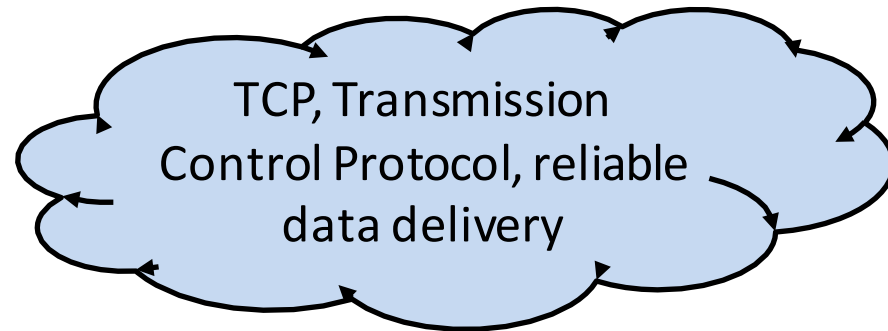 TCP, Transmission
Control Protocol, reliable
data delivery